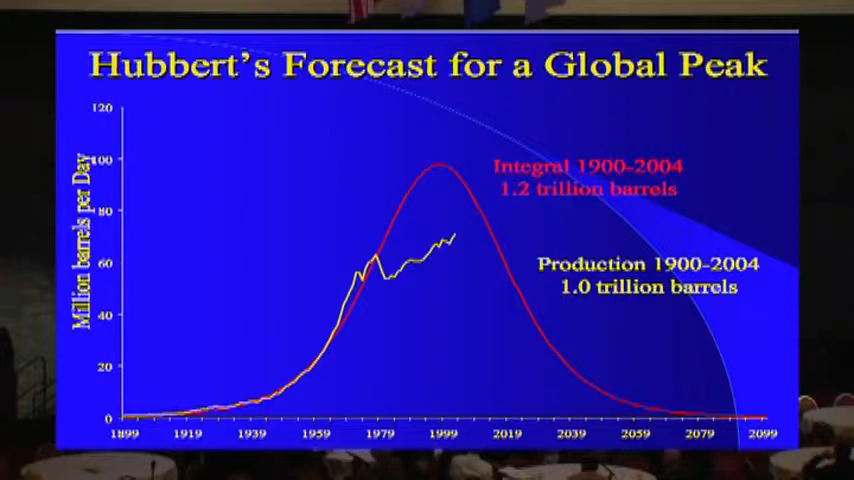 Hubbert's Forecast for a Global Peak
120
100
80
60
40
20
0
Million barrels per Day
Integral 1900-2004
1.2 trillion barrels
Production 1900-2004
1.0 trillion barrels
1899 1919 1939 1959 1979 1999 2019 2039 2059 2079 2099